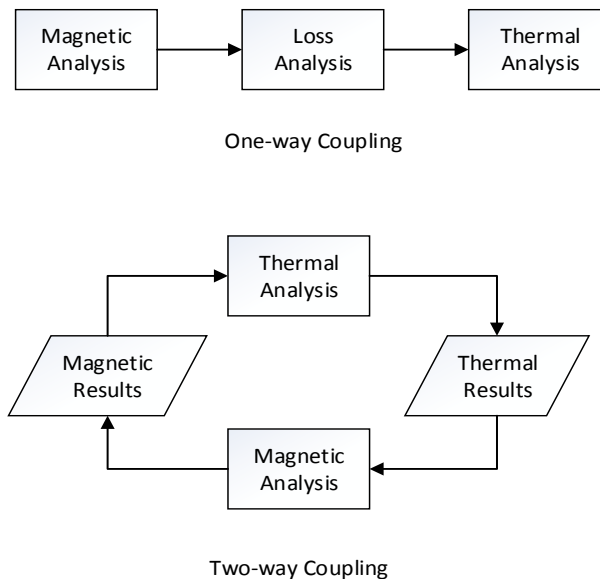 Magnetic
Analysis
Loss
Analysis
Thermal
Analysis
One-way Coupling
Thermal
Analysis
Magnetic
Results
Thermal
Results
Magnetic
Analysis
Two-way Coupling